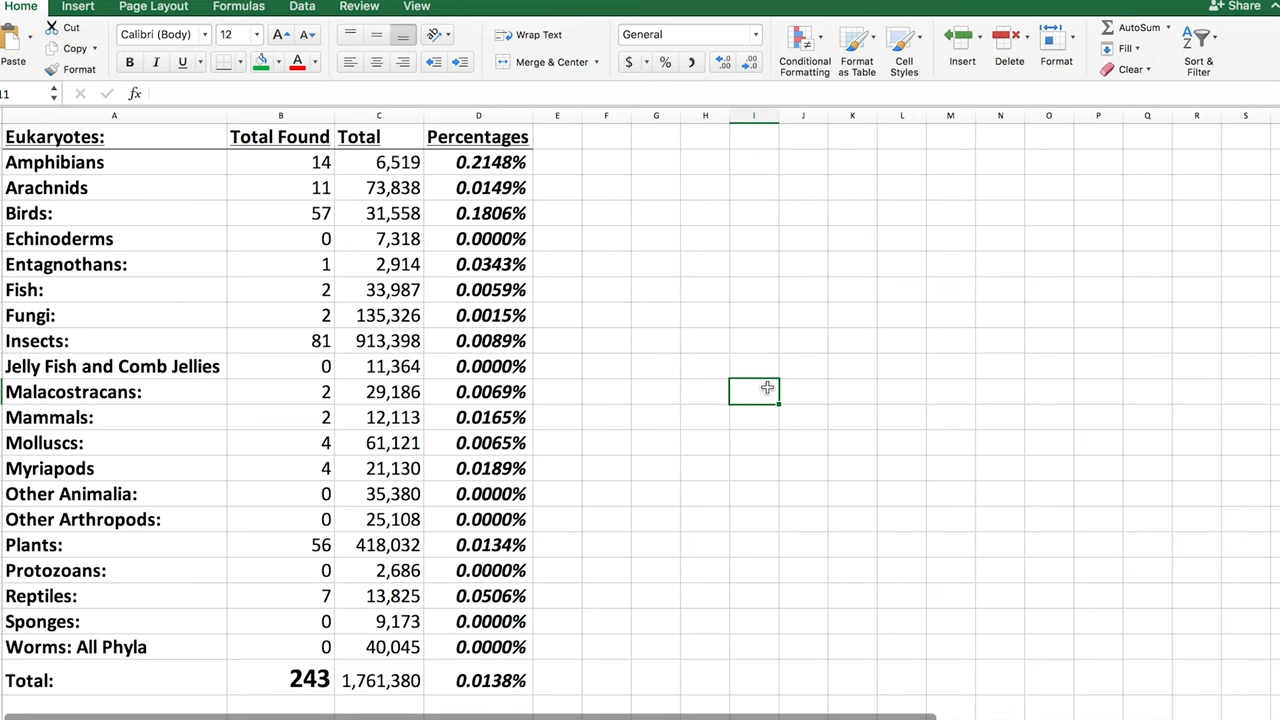 Home Insert Page Layout Formulas Data Review View Share
Cut Calibri (Body) 12 A A Wrap Text General AutoSum
Copy Fill
Paste Format B I U A Merge & Center $ % Conditional Formatting Format as Table Cell Styles Insert Delete Format Clear Sort & Filter
11 fx
A B C D E F G H I J K L M N O P Q R S
Eukaryotes: Total Found Total Percentages
Amphibians 14 6,519 0.2148%
Arachnids 11 73,838 0.0149%
Birds: 57 31,558 0.1806%
Echinoderms 0 7,318 0.0000%
Entagnothans: 1 2,914 0.0343%
Fish: 2 33,987 0.0059%
Fungi: 2 135,326 0.0015%
Insects: 81 913,398 0.0089%
Jelly Fish and Comb Jellies 0 11,364 0.0000%
Malacostracans: 2 29,186 0.0069%
Mammals: 2 12,113 0.0165%
Molluscs: 4 61,121 0.0065%
Myriapods 4 21,130 0.0189%
Other Animalia: 0 35,380 0.0000%
Other Arthropods: 0 25,108 0.0000%
Plants: 56 418,032 0.0134%
Protozoans: 0 2,686 0.0000%
Reptiles: 7 13,825 0.0506%
Sponges: 0 9,173 0.0000%
Worms: All Phyla 0 40,045 0.0000%
Total: 243 1,761,380 0.0138%